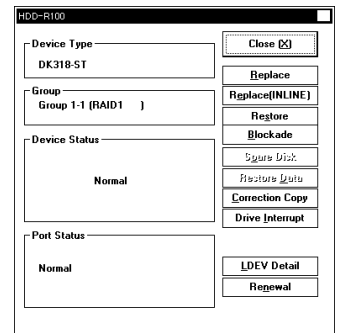 HDD-R100
Device Type
DK318-ST
Group
Group 1-1 (RAID1 )
Device Status
Normal
Port Status
Normal
Close (X)
Replace
Replace(INLINE)
Restore
Blockade
Spare Disk
Restore Data
Correction Copy
Drive Interrupt
LDEV Detail
Renewal